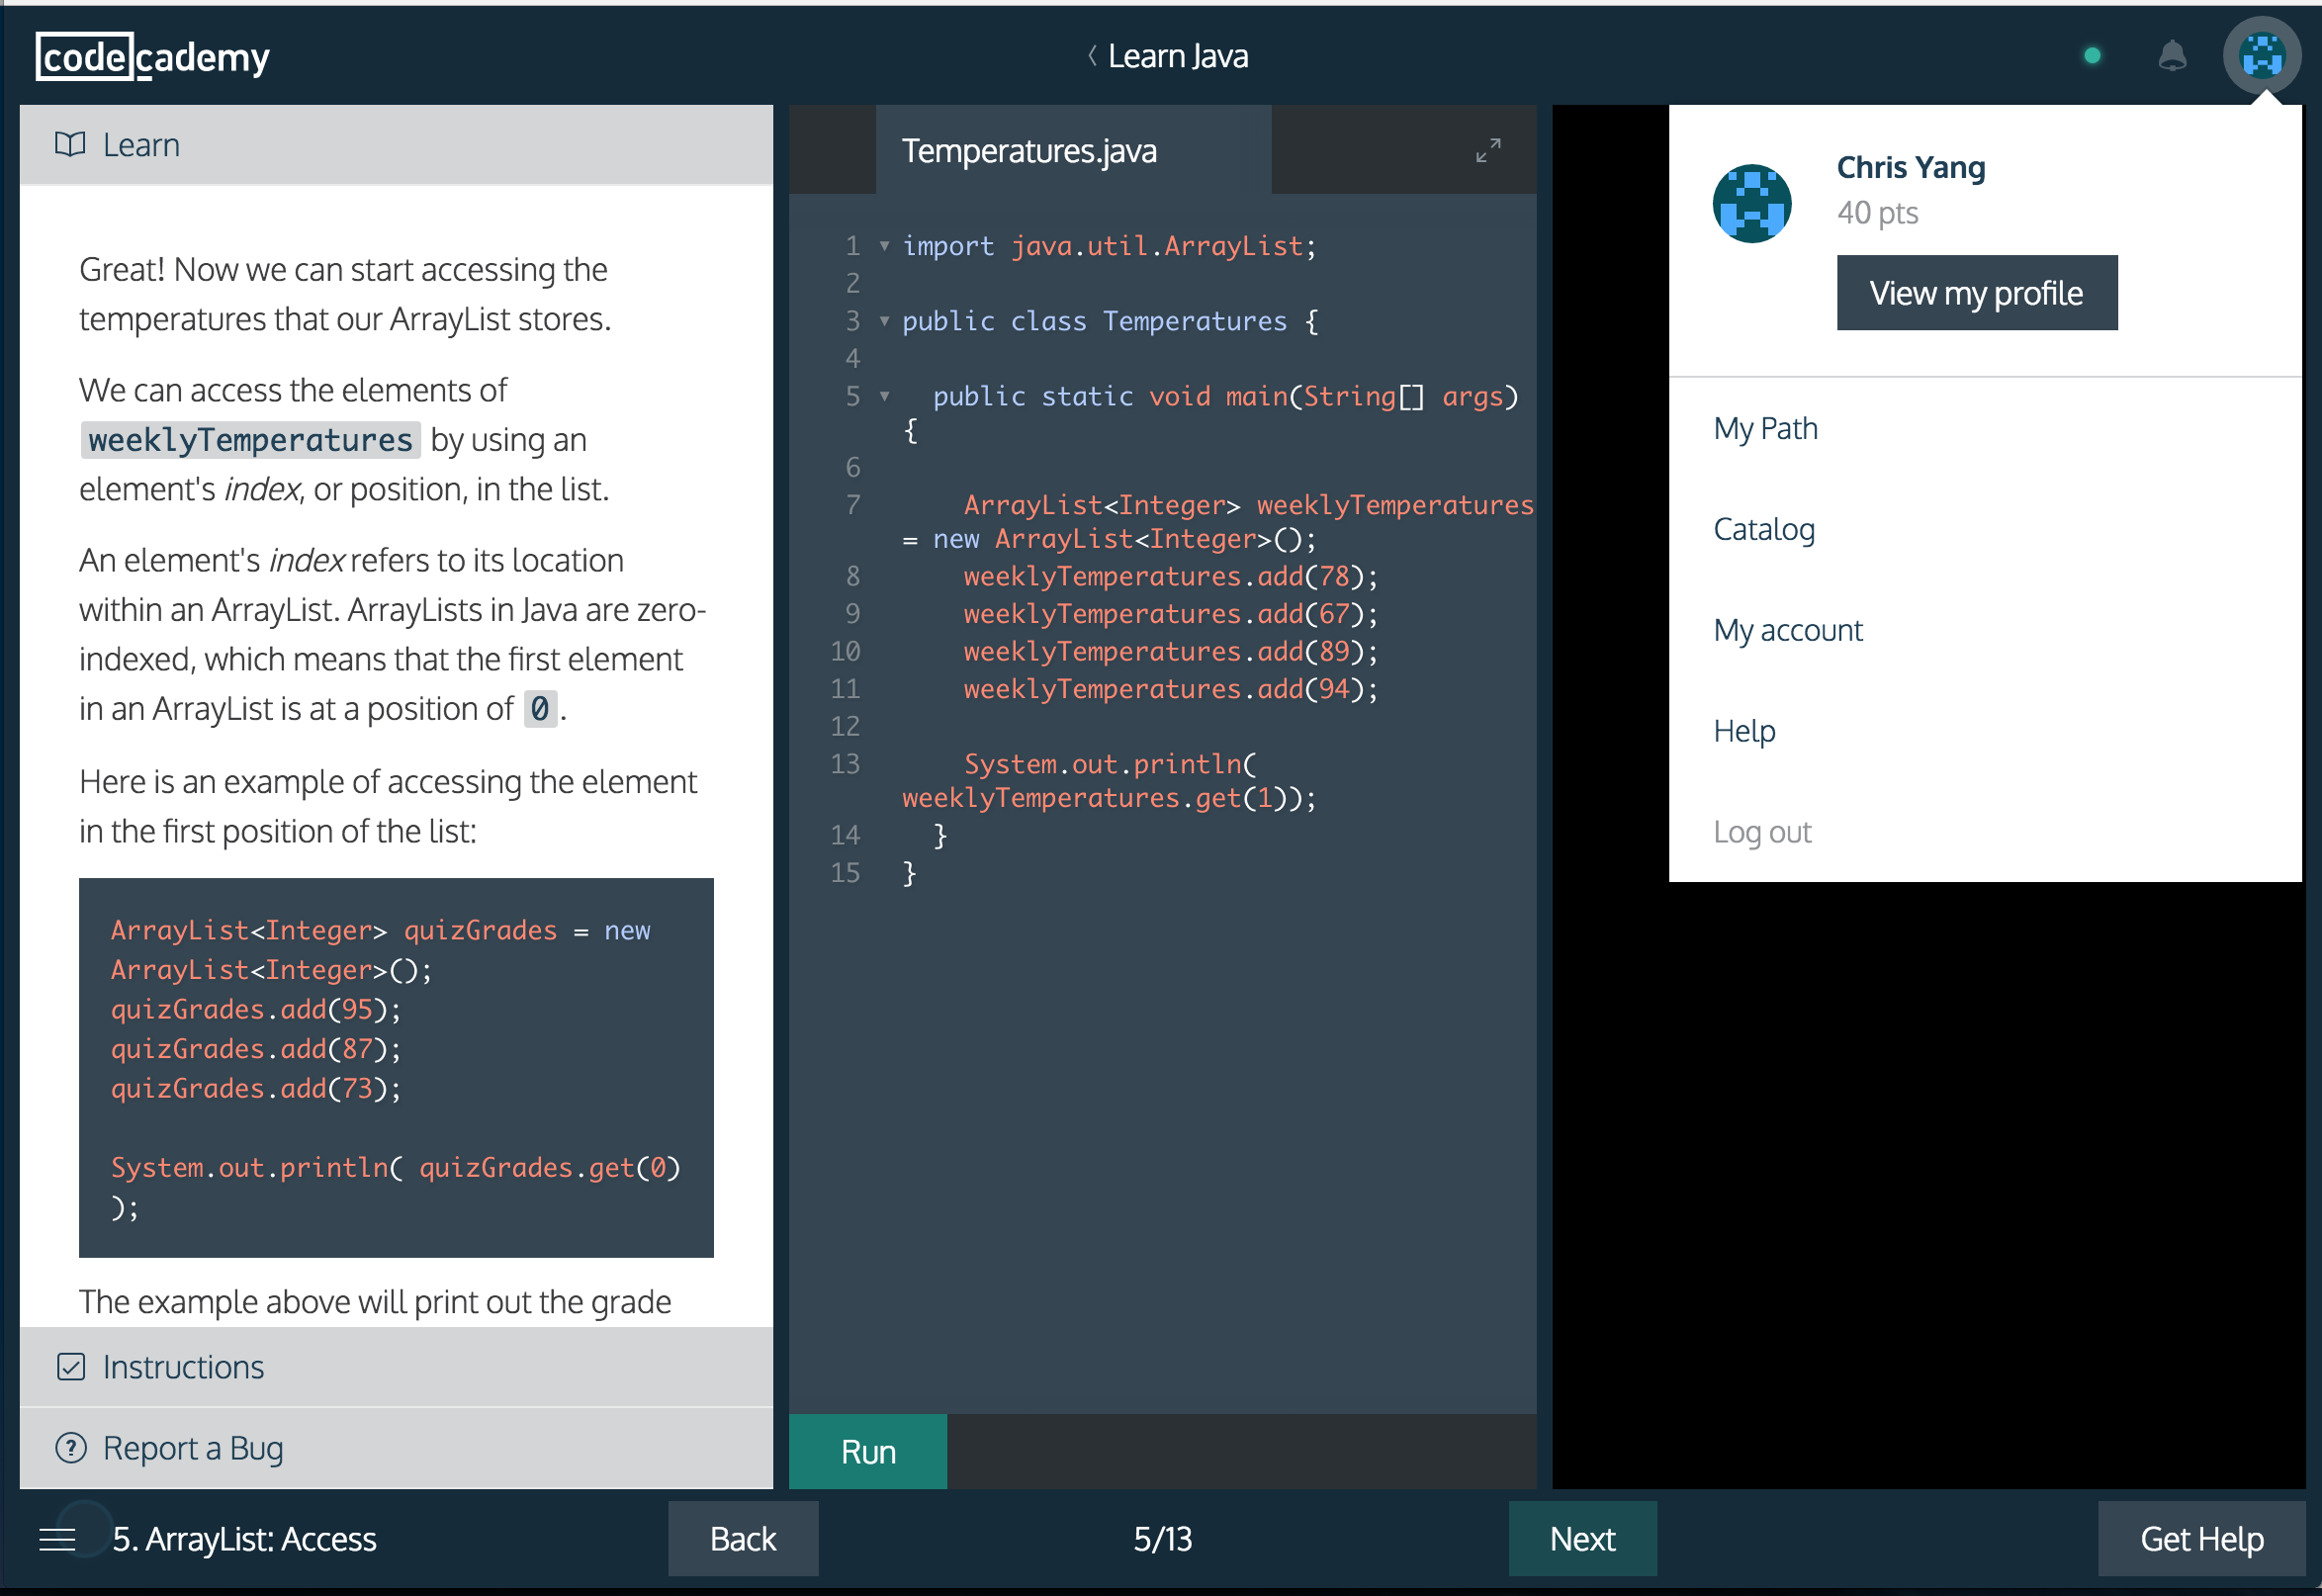 codecademy
Learn Java
Learn
Great! Now we can start accessing the
temperatures that our ArrayList stores.
We can access the elements of
weeklyTemperatures by using an
element's index, or position, in the list.
An element's index refers to its location
within an ArrayList. ArrayLists in Java are zero-
indexed, which means that the first element
in an ArrayList is at a position of 0.
Here is an example of accessing the element
in the first position of the list:
ArrayList<Integer> quizGrades = new
ArrayList<Integer>();
quizGrades.add(95);
quizGrades.add(87);
quizGrades.add(73);
System.out.println( quizGrades.get(0)
);
The example above will print out the grade
Instructions
Report a Bug
Temperatures.java
1 import java.util.ArrayList;
2
3 public class Temperatures {
4
5 public static void main(String[] args)
{
6
7 ArrayList<Integer> weeklyTemperatures
= new ArrayList<Integer>();
8 weeklyTemperatures.add(78);
9 weeklyTemperatures.add(67);
10 weeklyTemperatures.add(89);
11 weeklyTemperatures.add(94);
12
13 System.out.println(
weeklyTemperatures.get(1));
14 }
15 }
Run
Chris Yang
40 pts
View my profile
My Path
Catalog
My account
Help
Log out
5. ArrayList: Access
Back
5/13
Next
Get Help